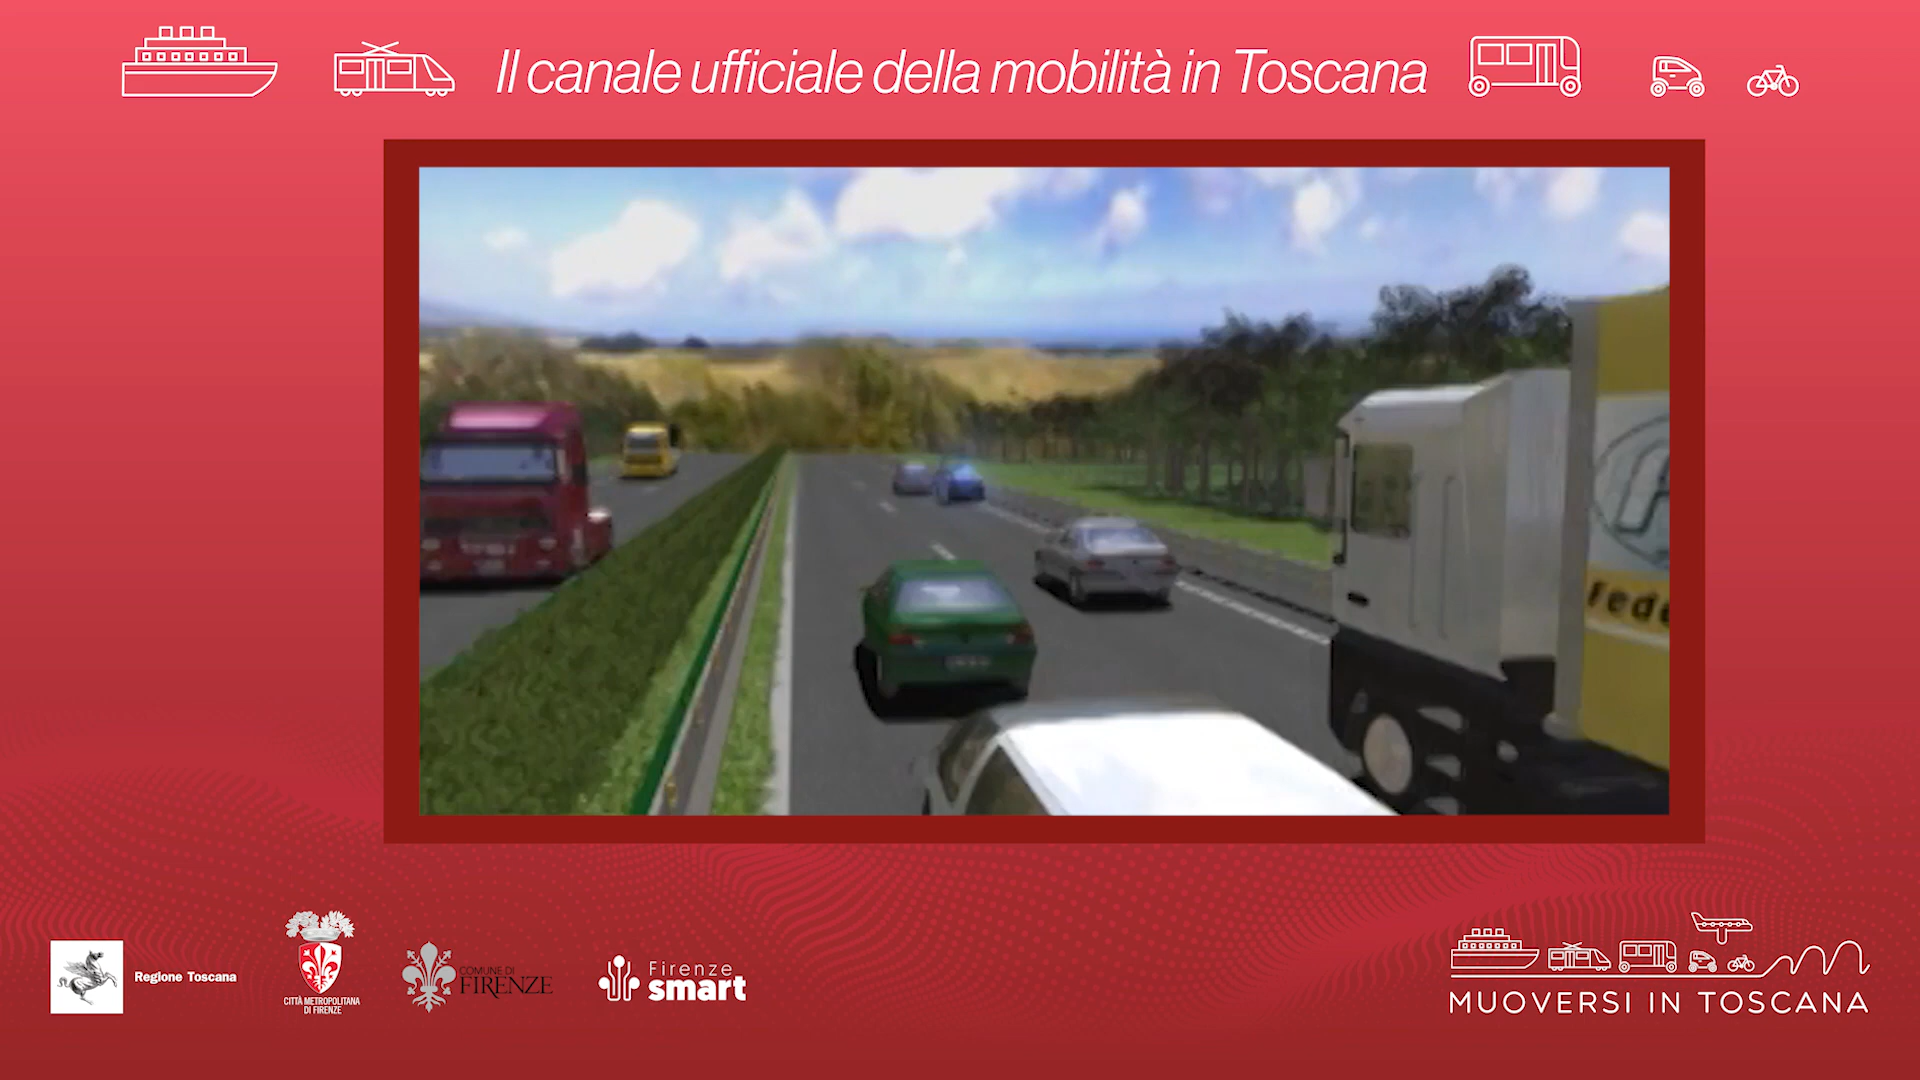 Il canale ufficiale della mobilità in Toscana
Regione Toscana
CITTÀ METROPOLITANA
DI FIRENZE
COMUNE DI
FIRENZE
Firenze
smart
MUOVERSI IN TOSCANA